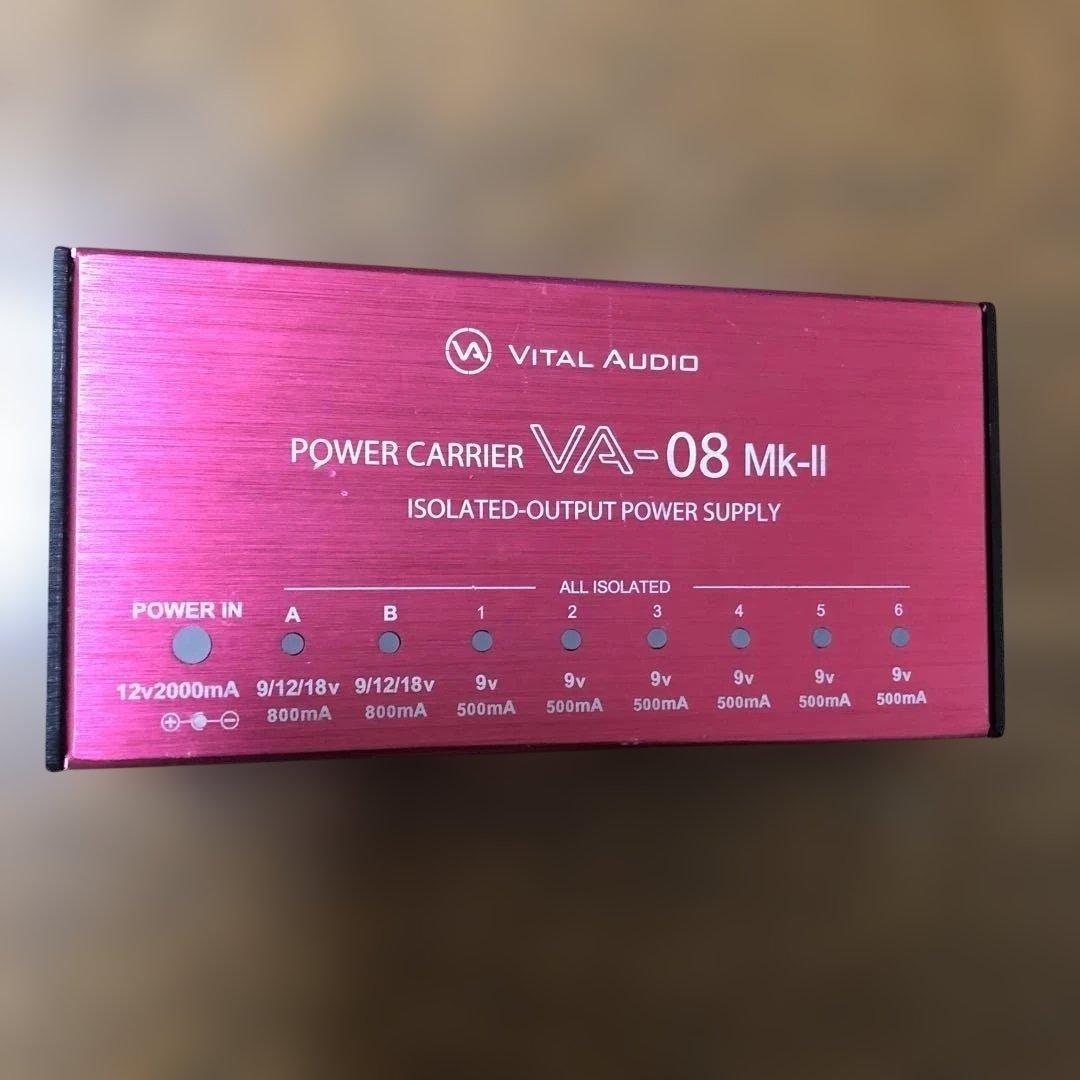 VA VITAL AUDIO
POWER CARRIER VA-08 Mk-II
ISOLATED-OUTPUT POWER SUPPLY
ALL ISOLATED
POWER IN A B 1 2 3 4 5 6
12v2000mA 9/12/18v 9/12/18v 9v 9v 9v 9v 9v 9v
800mA 800mA 500mA 500mA 500mA 500mA 500mA 500mA